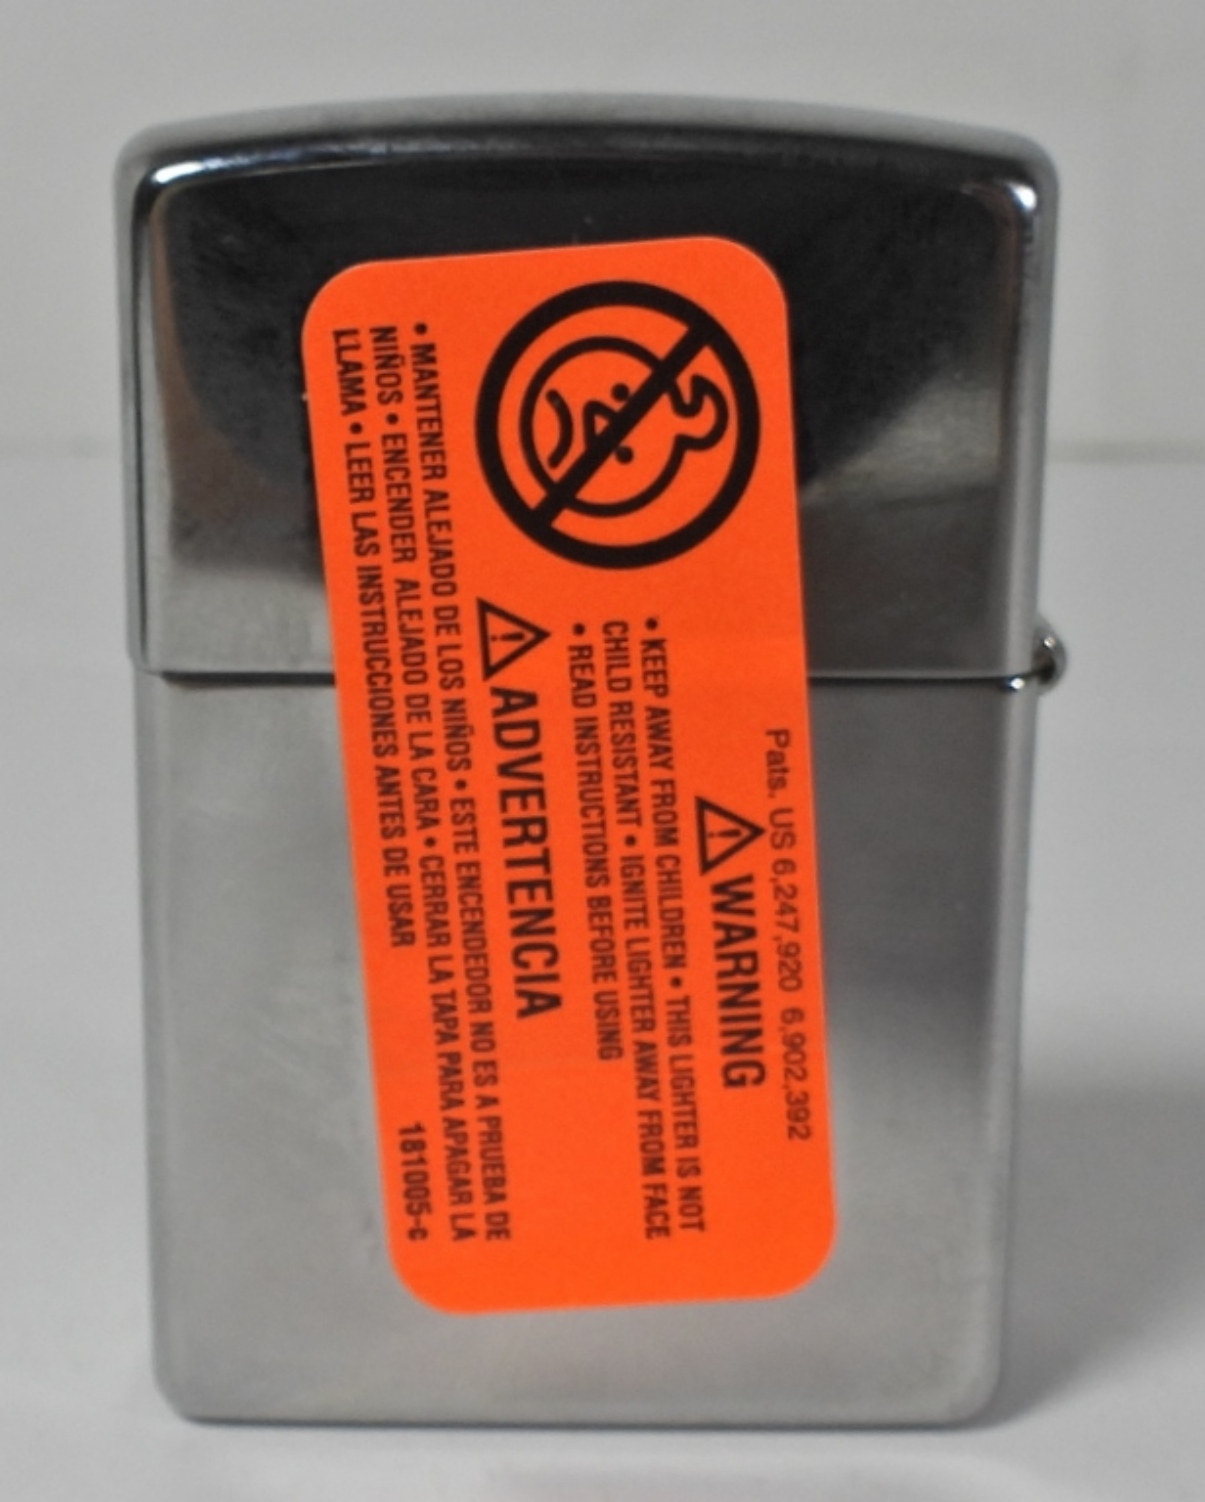 Pats. US 6,247,920 6,902,392
WARNING
• KEEP AWAY FROM CHILDREN • THIS LIGHTER IS NOT
CHILD RESISTANT • IGNITE LIGHTER AWAY FROM FACE
• READ INSTRUCTIONS BEFORE USING
ADVERTENCIA
• MANTENER ALEJADO DE LOS NIÑOS • ESTE ENCENDEDOR NO ES A PRUEBA DE
NIÑOS • ENCENDER ALEJADO DE LA CARA • CERRAR LA TAPA PARA APAGAR LA
LLAMA • LEER LAS INSTRUCCIONES ANTES DE USAR
181005-c